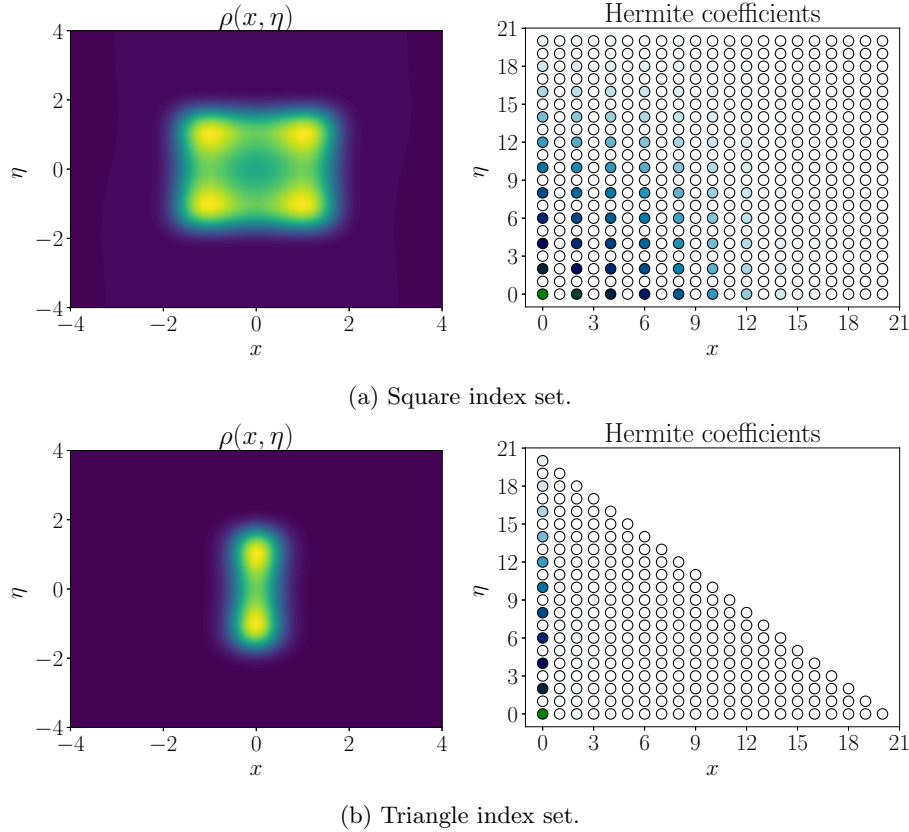 ρ(x, η)
Hermite coefficients
4
2
0
−2
−4
η
−4 −2 0 2 4
x
21
18
15
12
9
6
3
0
η
0 3 6 9 12 15 18 21
x
(a) Square index set.
ρ(x, η)
Hermite coefficients
4
2
0
−2
−4
η
−4 −2 0 2 4
x
21
18
15
12
9
6
3
0
η
0 3 6 9 12 15 18 21
x
(b) Triangle index set.